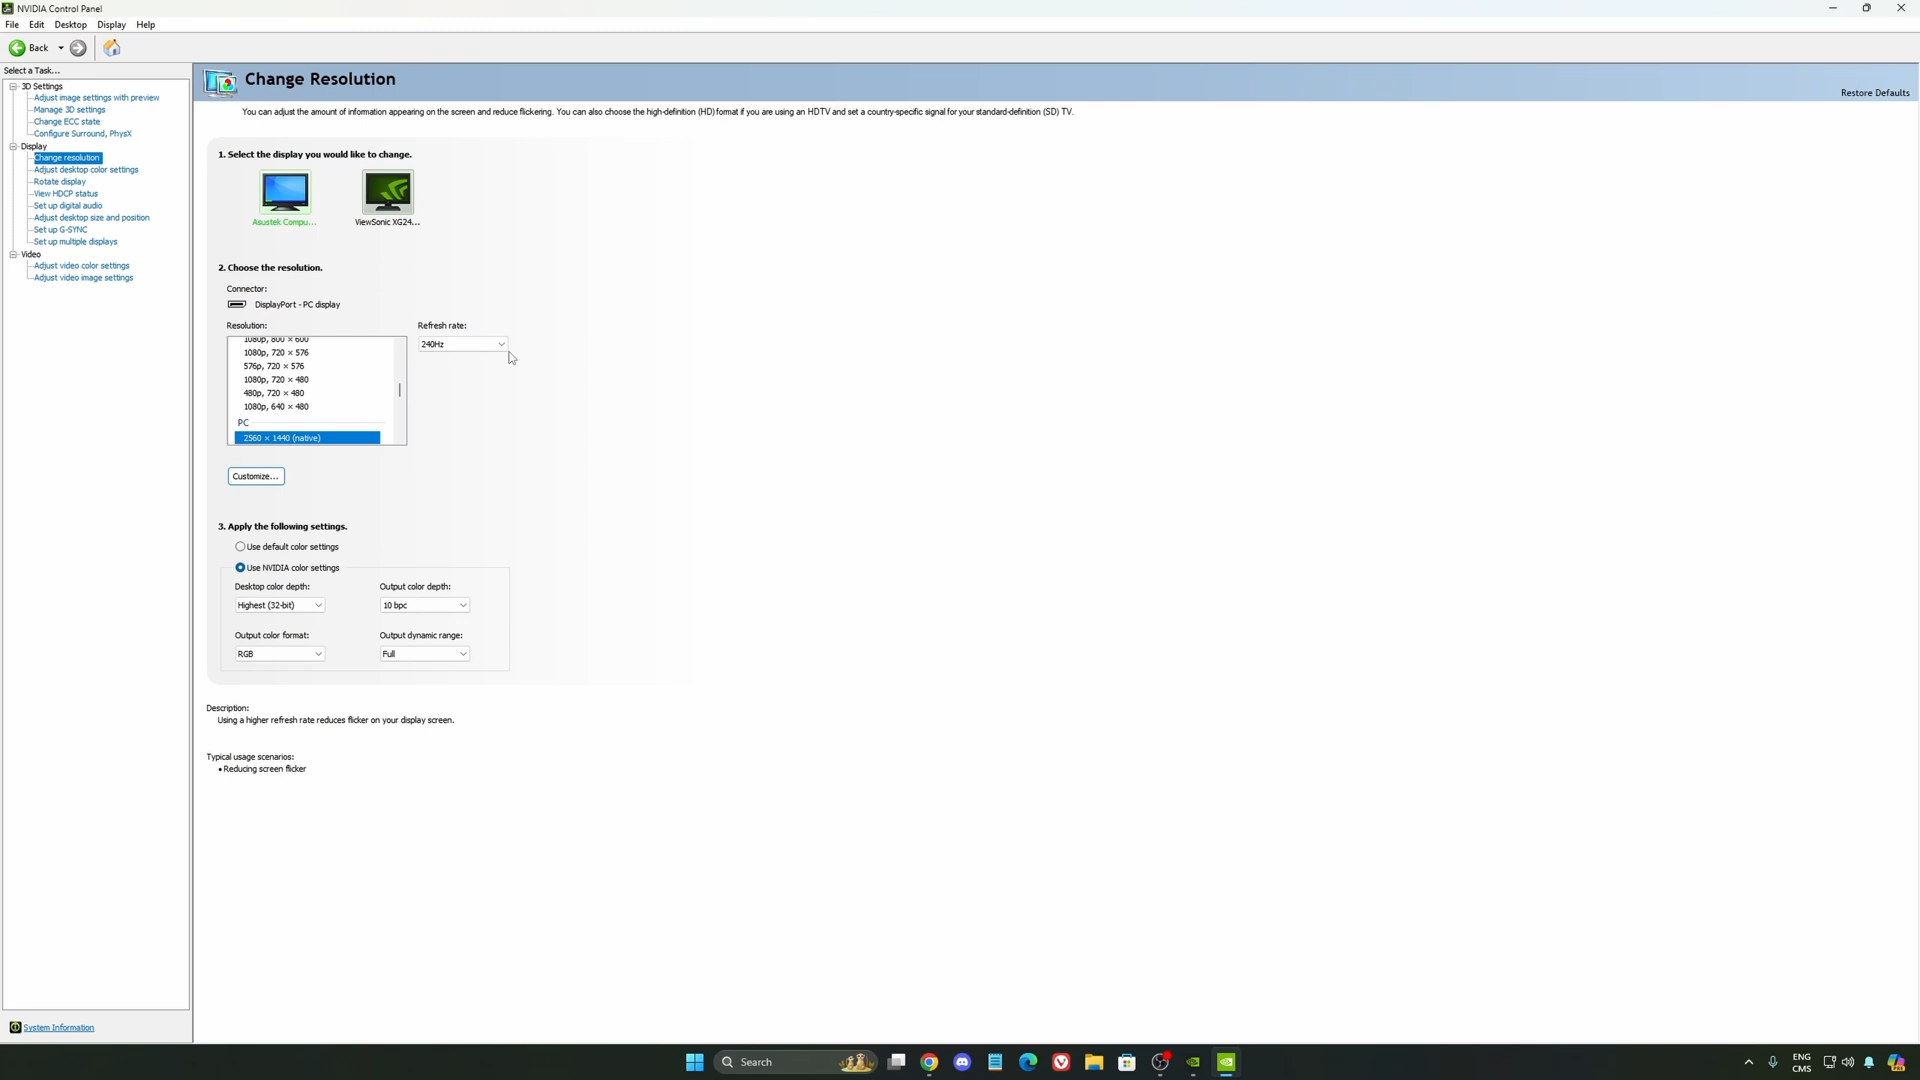 NVIDIA Control Panel
File Edit Desktop Display Help
Back
Select a Task...
3D Settings
Adjust image settings with preview
Manage 3D settings
Change ECC state
Configure Surround, PhysX
Display
Change resolution
Adjust desktop color settings
Rotate display
View HDCP status
Set up digital audio
Adjust desktop size and position
Set up G-SYNC
Set up multiple displays
Video
Adjust video color settings
Adjust video image settings
System Information
Change Resolution
Restore Defaults
You can adjust the amount of information appearing on the screen and reduce flickering. You can also choose the high-definition (HD) format if you are using an HDTV and set a country-specific signal for your standard-definition (SD) TV.
1. Select the display you would like to change.
Asustek Compu... ViewSonic XG24...
2. Choose the resolution.
Connector:
DisplayPort - PC display
Resolution: Refresh rate:
240Hz
1080p, 800 × 600
1080p, 720 × 576
576p, 720 × 576
1080p, 720 × 480
480p, 720 × 480
1080p, 640 × 480
PC
2560 × 1440 (native)
Customize...
3. Apply the following settings.
Use default color settings
Use NVIDIA color settings
Desktop color depth: Output color depth:
Highest (32-bit) 10 bpc
Output color format: Output dynamic range:
RGB Full
Description:
Using a higher refresh rate reduces flicker on your display screen.
Typical usage scenarios:
• Reducing screen flicker
Search
ENG
CMS
PRE